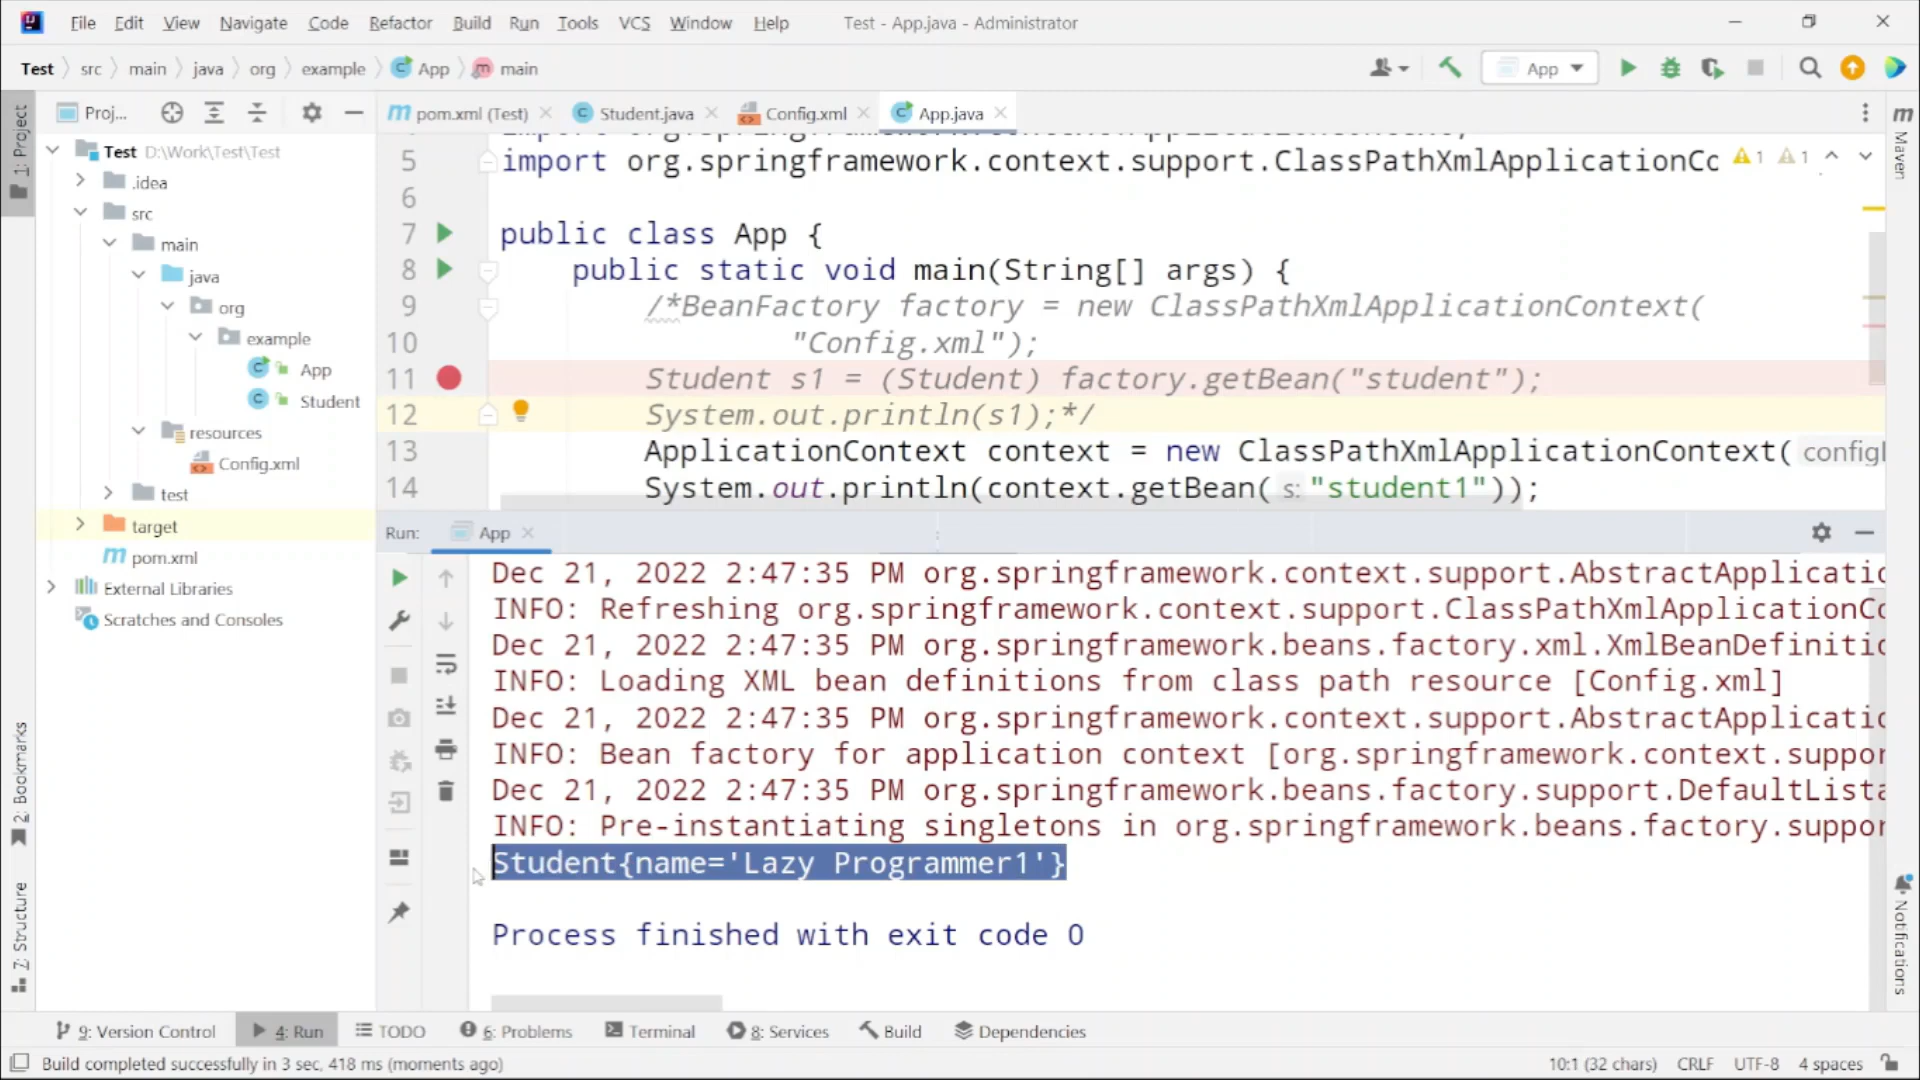 File Edit View Navigate Code Refactor Build Run Tools VCS Window Help Test - App.java - Administrator
Test src main java org example App main
App
1: Project
Proj...
pom.xml (Test) Student.java Config.xml App.java
Maven
Test D:\Work\Test\Test
.idea
src
main
java
org
example
App
Student
resources
Config.xml
test
target
pom.xml
External Libraries
Scratches and Consoles
5 import org.springframework.context.support.ClassPathXmlApplicationCo
1 1
6
7 public class App {
8 public static void main(String[] args) {
9 /*BeanFactory factory = new ClassPathXmlApplicationContext(
10 "Config.xml");
11 Student s1 = (Student) factory.getBean("student");
12 System.out.println(s1);*/
13 ApplicationContext context = new ClassPathXmlApplicationContext( configl
14 System.out.println(context.getBean( s: "student1"));
Run: App
Dec 21, 2022 2:47:35 PM org.springframework.context.support.AbstractApplicatic
INFO: Refreshing org.springframework.context.support.ClassPathXmlApplicationCo
Dec 21, 2022 2:47:35 PM org.springframework.beans.factory.xml.XmlBeanDefinitic
INFO: Loading XML bean definitions from class path resource [Config.xml]
Dec 21, 2022 2:47:35 PM org.springframework.context.support.AbstractApplicatic
INFO: Bean factory for application context [org.springframework.context.suppor
Dec 21, 2022 2:47:35 PM org.springframework.beans.factory.support.DefaultLista
INFO: Pre-instantiating singletons in org.springframework.beans.factory.suppor
Student{name='Lazy Programmer1'}
Process finished with exit code 0
2: Bookmarks
Z: Structure
Notifications
9: Version Control 4: Run TODO 6: Problems Terminal 8: Services Build Dependencies
Build completed successfully in 3 sec, 418 ms (moments ago) 10:1 (32 chars) CRLF UTF-8 4 spaces